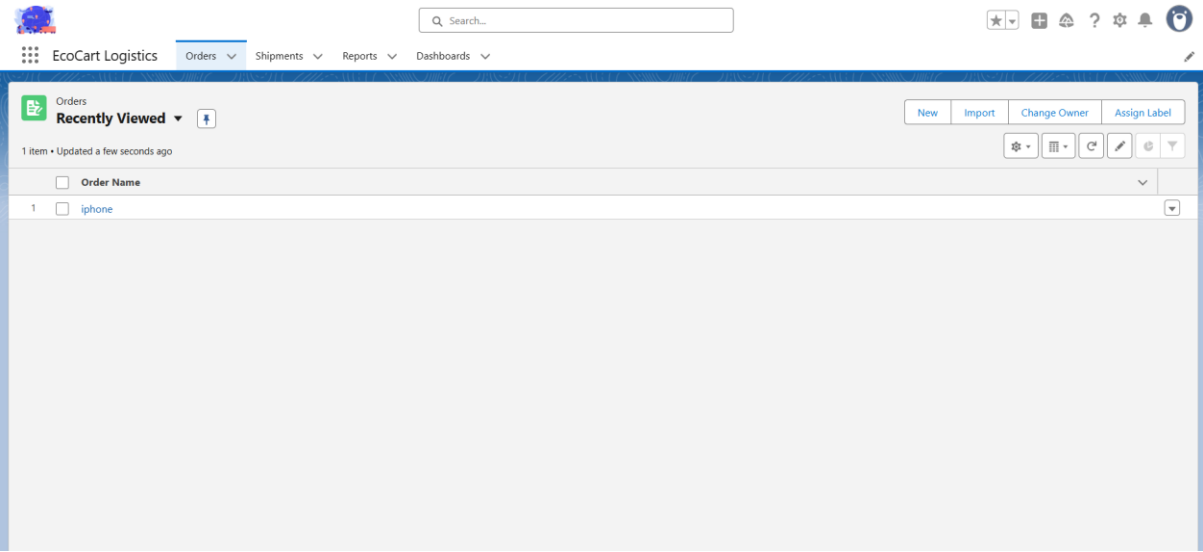 Search...
EcoCart Logistics Orders Shipments Reports Dashboards
Orders
Recently Viewed
New Import Change Owner Assign Label
1 item • Updated a few seconds ago
Order Name
1 iphone